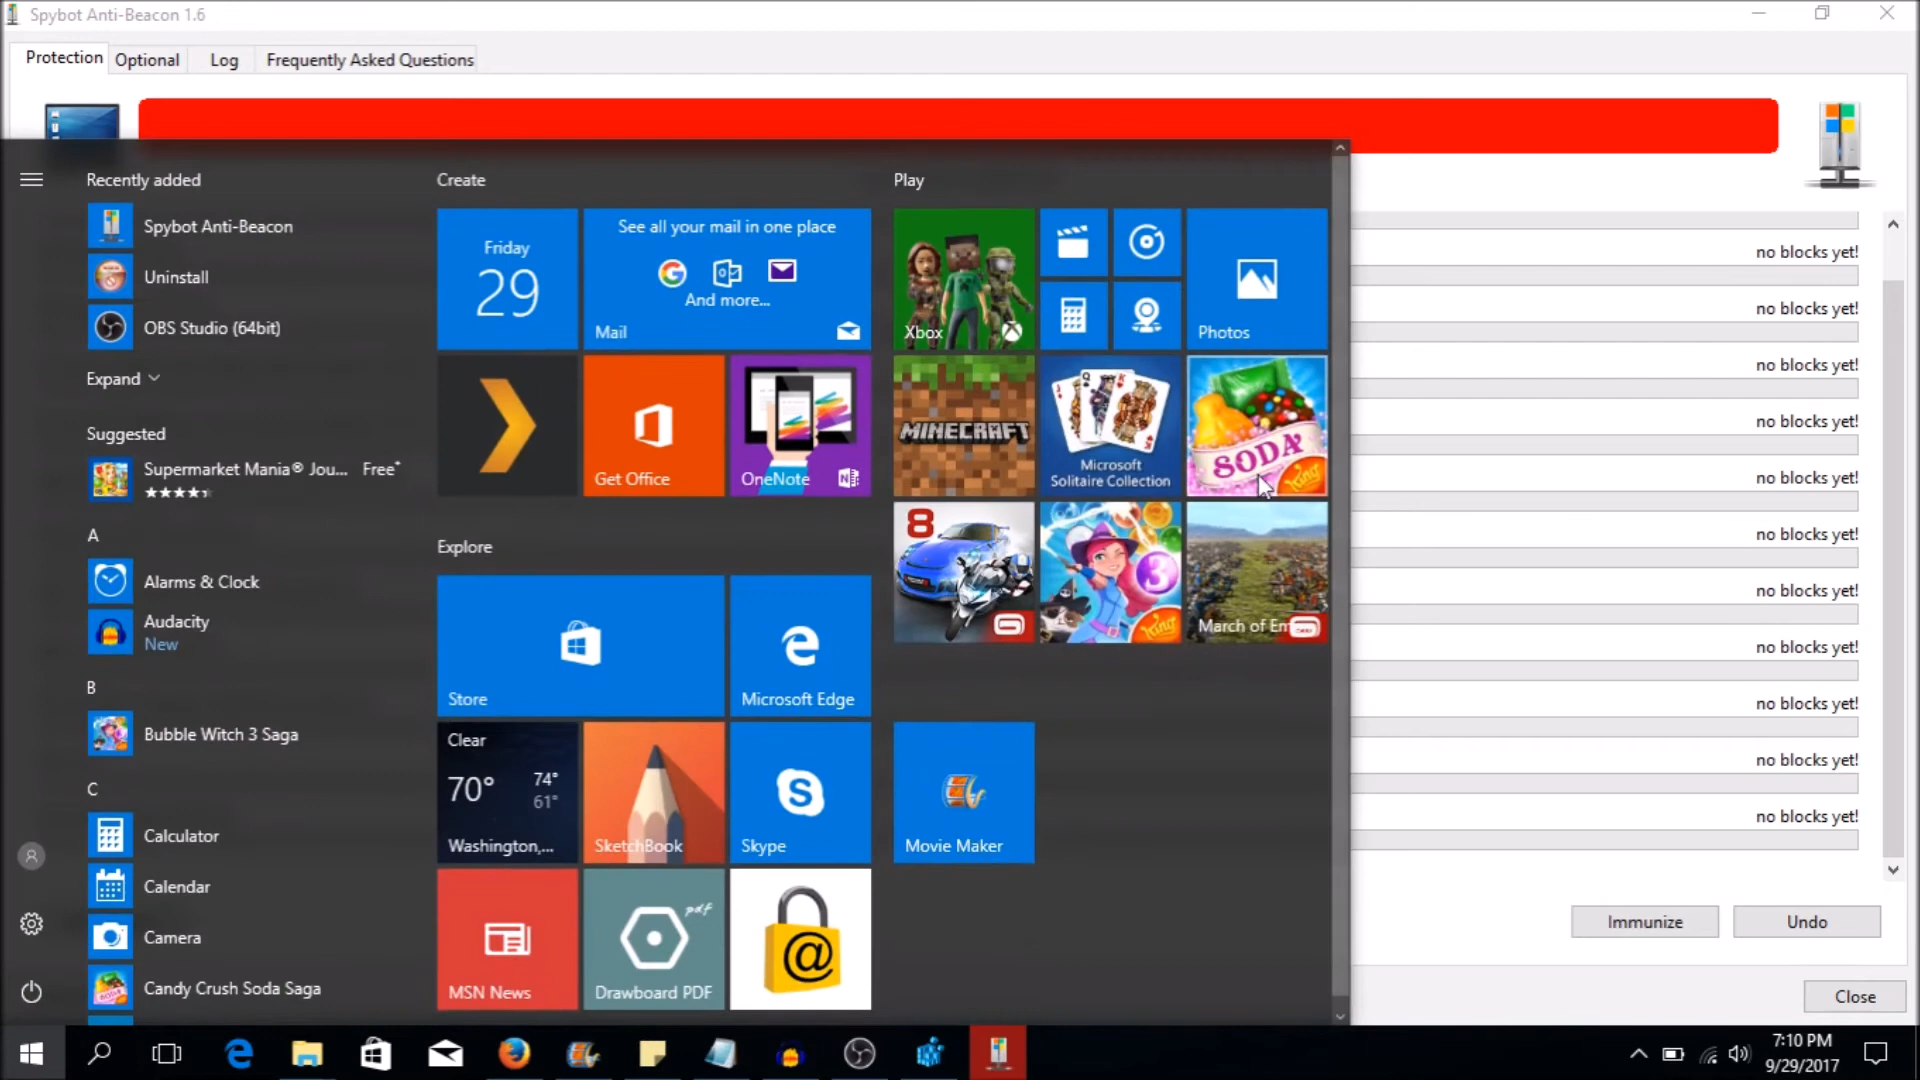 Spybot Anti-Beacon 1.6
Protection
Optional
Log
Frequently Asked Questions
Recently added
Spybot Anti-Beacon
Uninstall
OBS Studio (64bit)
Expand
Suggested
Supermarket Mania® Jou... Free*
A
Alarms & Clock
Audacity
New
B
Bubble Witch 3 Saga
C
Calculator
Calendar
Camera
Candy Crush Soda Saga
Create
Friday
29
See all your mail in one place
And more...
Mail
Get Office
OneNote
Explore
Store
Microsoft Edge
Clear
70°
74°
61°
Washington,...
SketchBook
Skype
MSN News
Drawboard PDF
pdf
@
Play
Xbox
Photos
MINECRAFT
Microsoft
Solitaire Collection
SODA
King
8
3
King
March of Em
Movie Maker
no blocks yet!
no blocks yet!
no blocks yet!
no blocks yet!
no blocks yet!
no blocks yet!
no blocks yet!
no blocks yet!
no blocks yet!
no blocks yet!
no blocks yet!
Immunize
Undo
Close
7:10 PM
9/29/2017